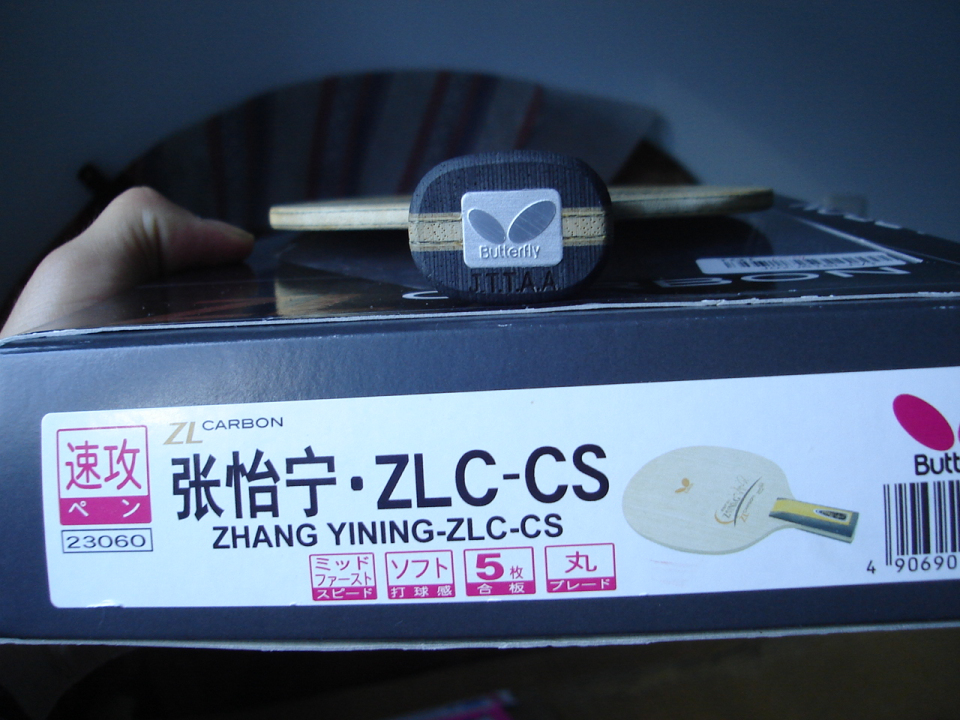 Butterfly
JTTAA
ZL CARBON
速攻
ペン
23060
张怡宁·ZLC-CS
ZHANG YINING-ZLC-CS
ミッド
ファースト
スピード
ソフト
打球感
5枚
合板
丸
ブレード
Butt
4 90690